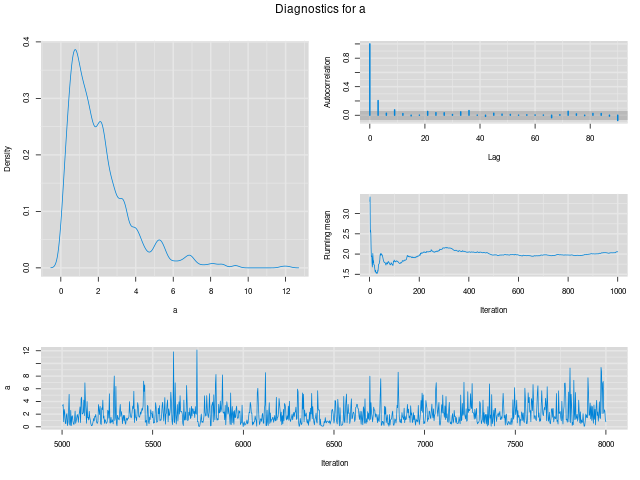 Diagnostics for a
Density
0.0
0.1
0.2
0.3
0.4
0 2 4 6 8 10 12
a
Autocorrelation
0.0
0.4
0.8
0 20 40 60 80
Lag
Running mean
1.5
2.0
2.5
3.0
0 200 400 600 800 1000
Iteration
a
0 2 4 6 8 12
5000 5500 6000 6500 7000 7500 8000
Iteration